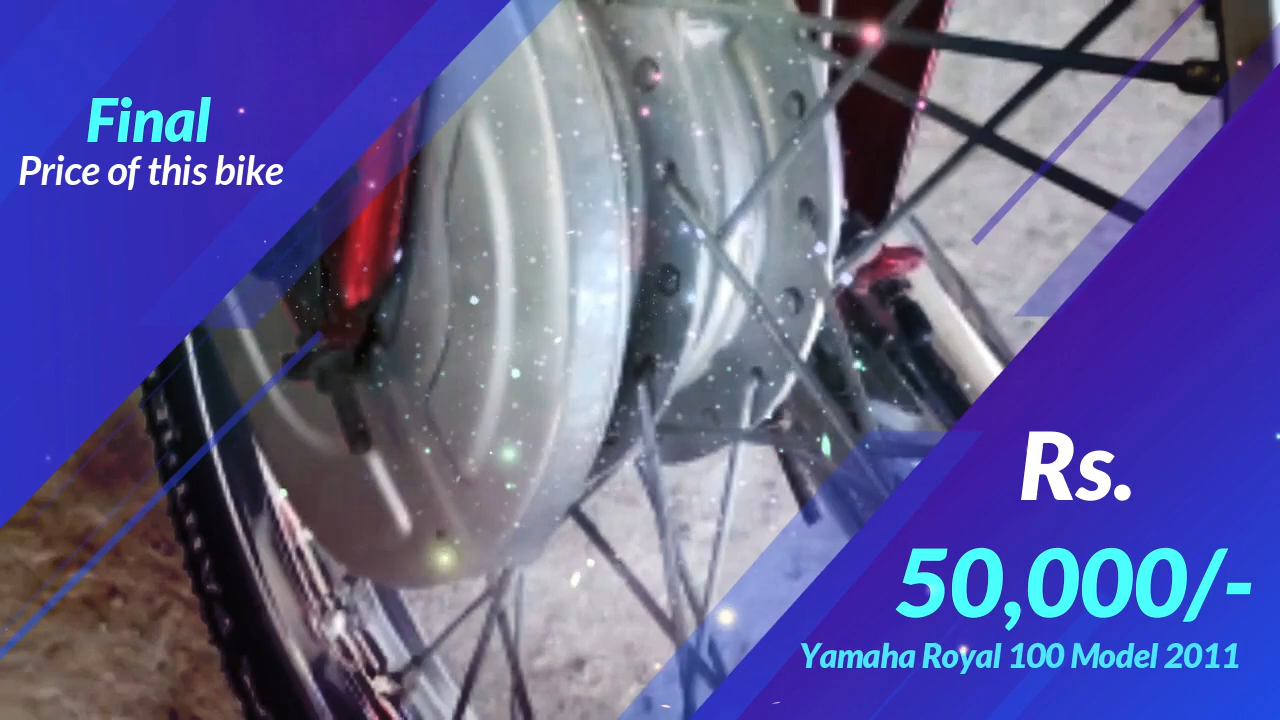 Final
Price of this bike
Rs.
50,000/-
Yamaha Royal 100 Model 2011